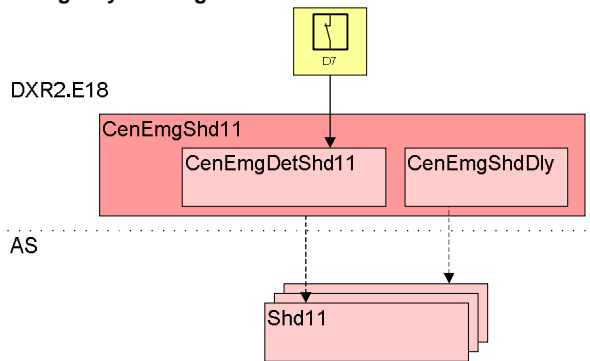 D7
DXR2.E18
CenEmgShd11
CenEmgDetShd11
CenEmgShdDly
AS
Shd11